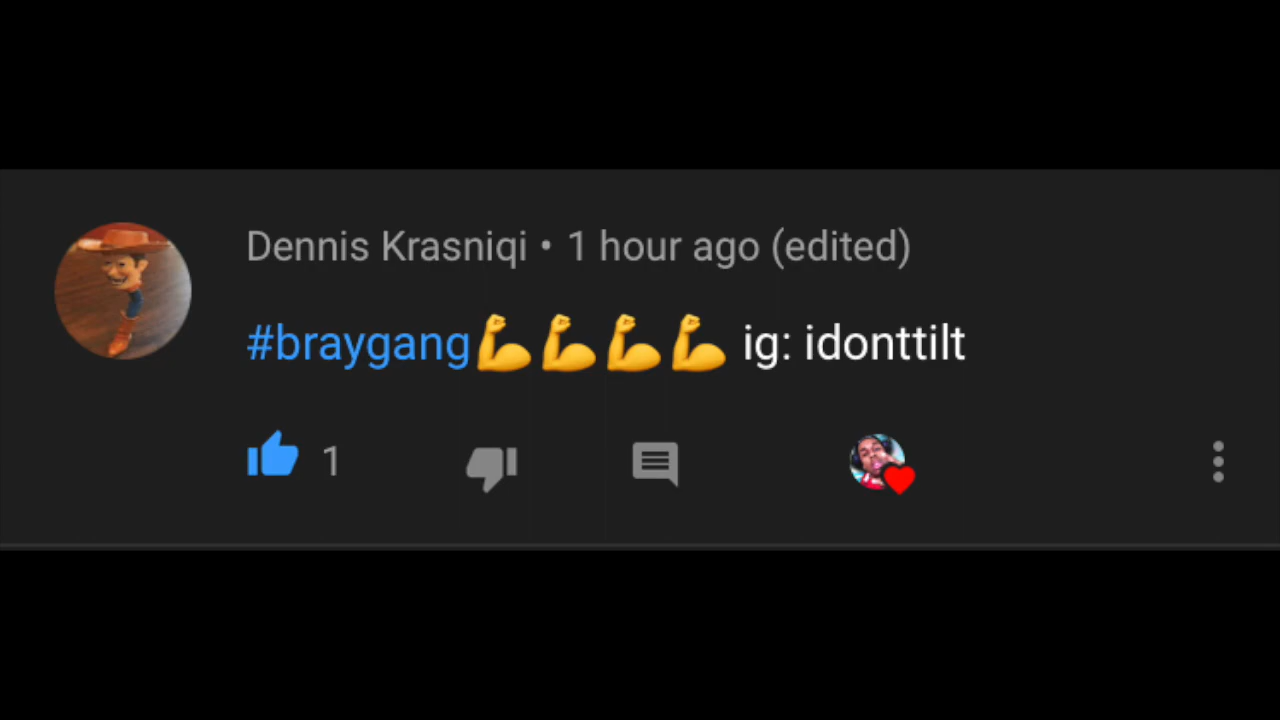 Dennis Krasniqi • 1 hour ago (edited)
#braygang💪💪💪💪 ig: idonttilt
1